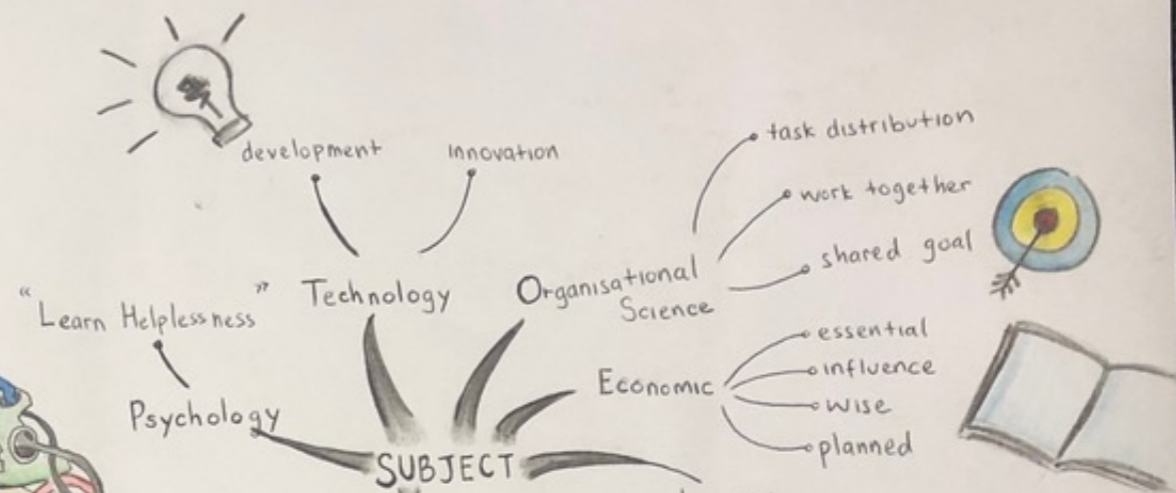 development
innovation
task distribution
work together
shared goal
"Learn Helplessness"
Technology
Organisational
Science
essential
influence
wise
planned
Economic
Psychology
SUBJECT